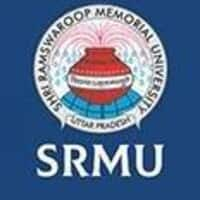 SHRI RAMSWAROOP MEMORIAL UNIVERSITY
UTTAR PRADESH
SRMU